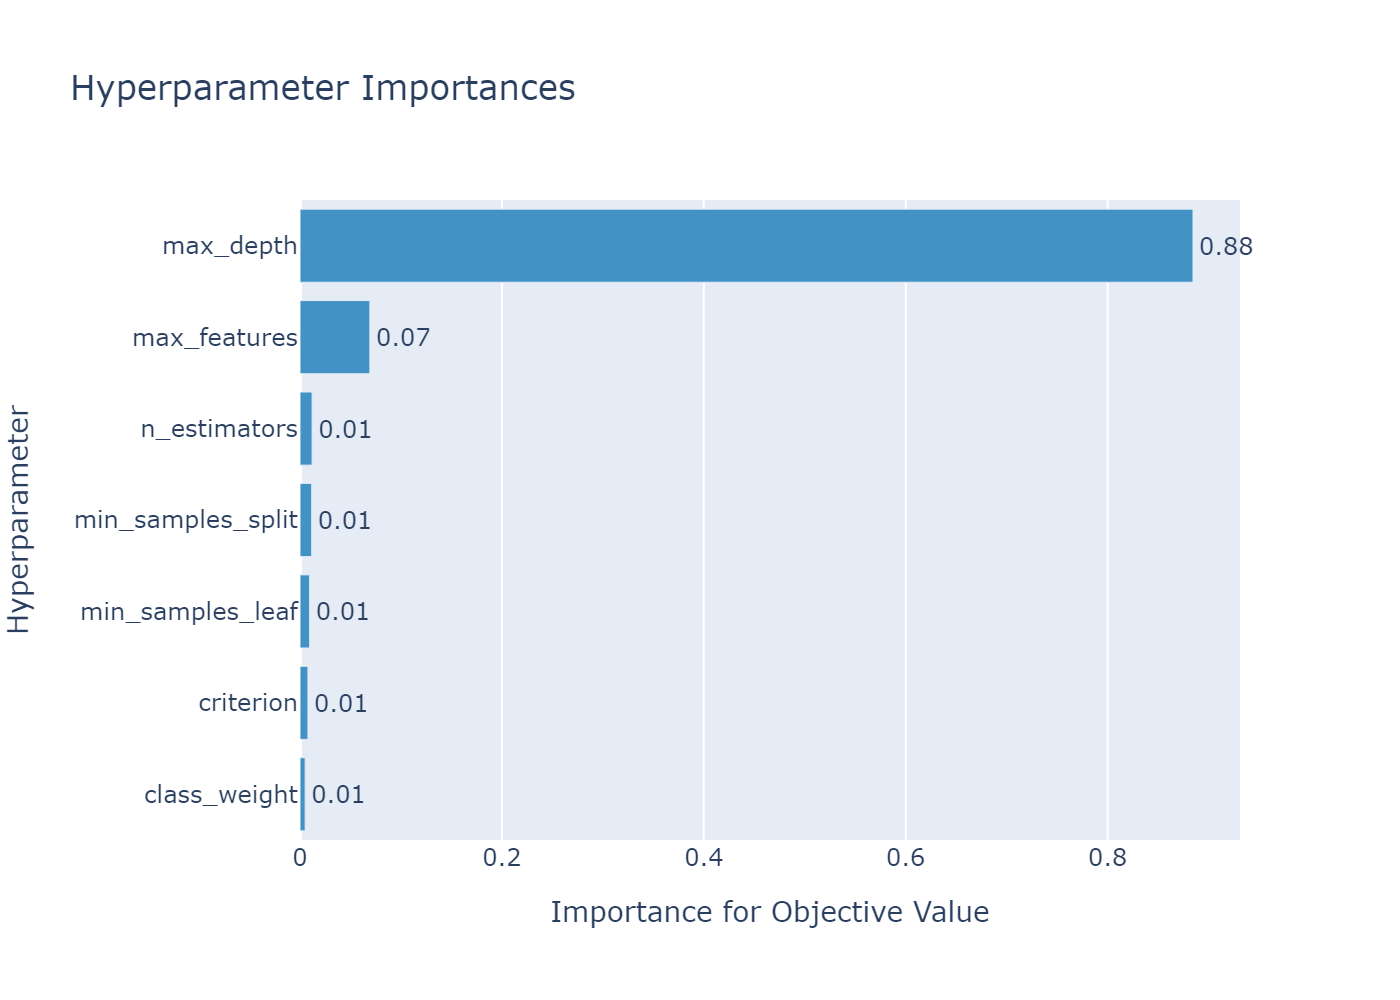 Hyperparameter Importances
Hyperparameter
max_depth 0.88
max_features 0.07
n_estimators 0.01
min_samples_split 0.01
min_samples_leaf 0.01
criterion 0.01
class_weight 0.01
0 0.2 0.4 0.6 0.8
Importance for Objective Value